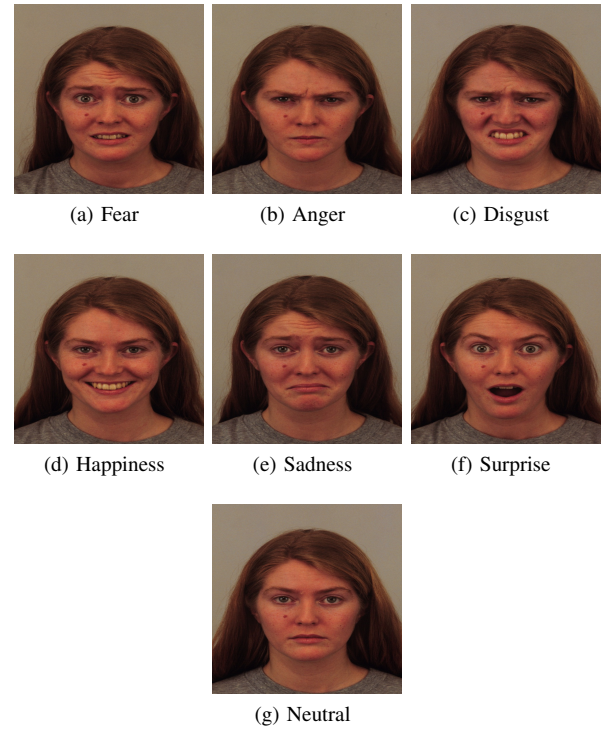 (a) Fear
(b) Anger
(c) Disgust
(d) Happiness
(e) Sadness
(f) Surprise
(g) Neutral